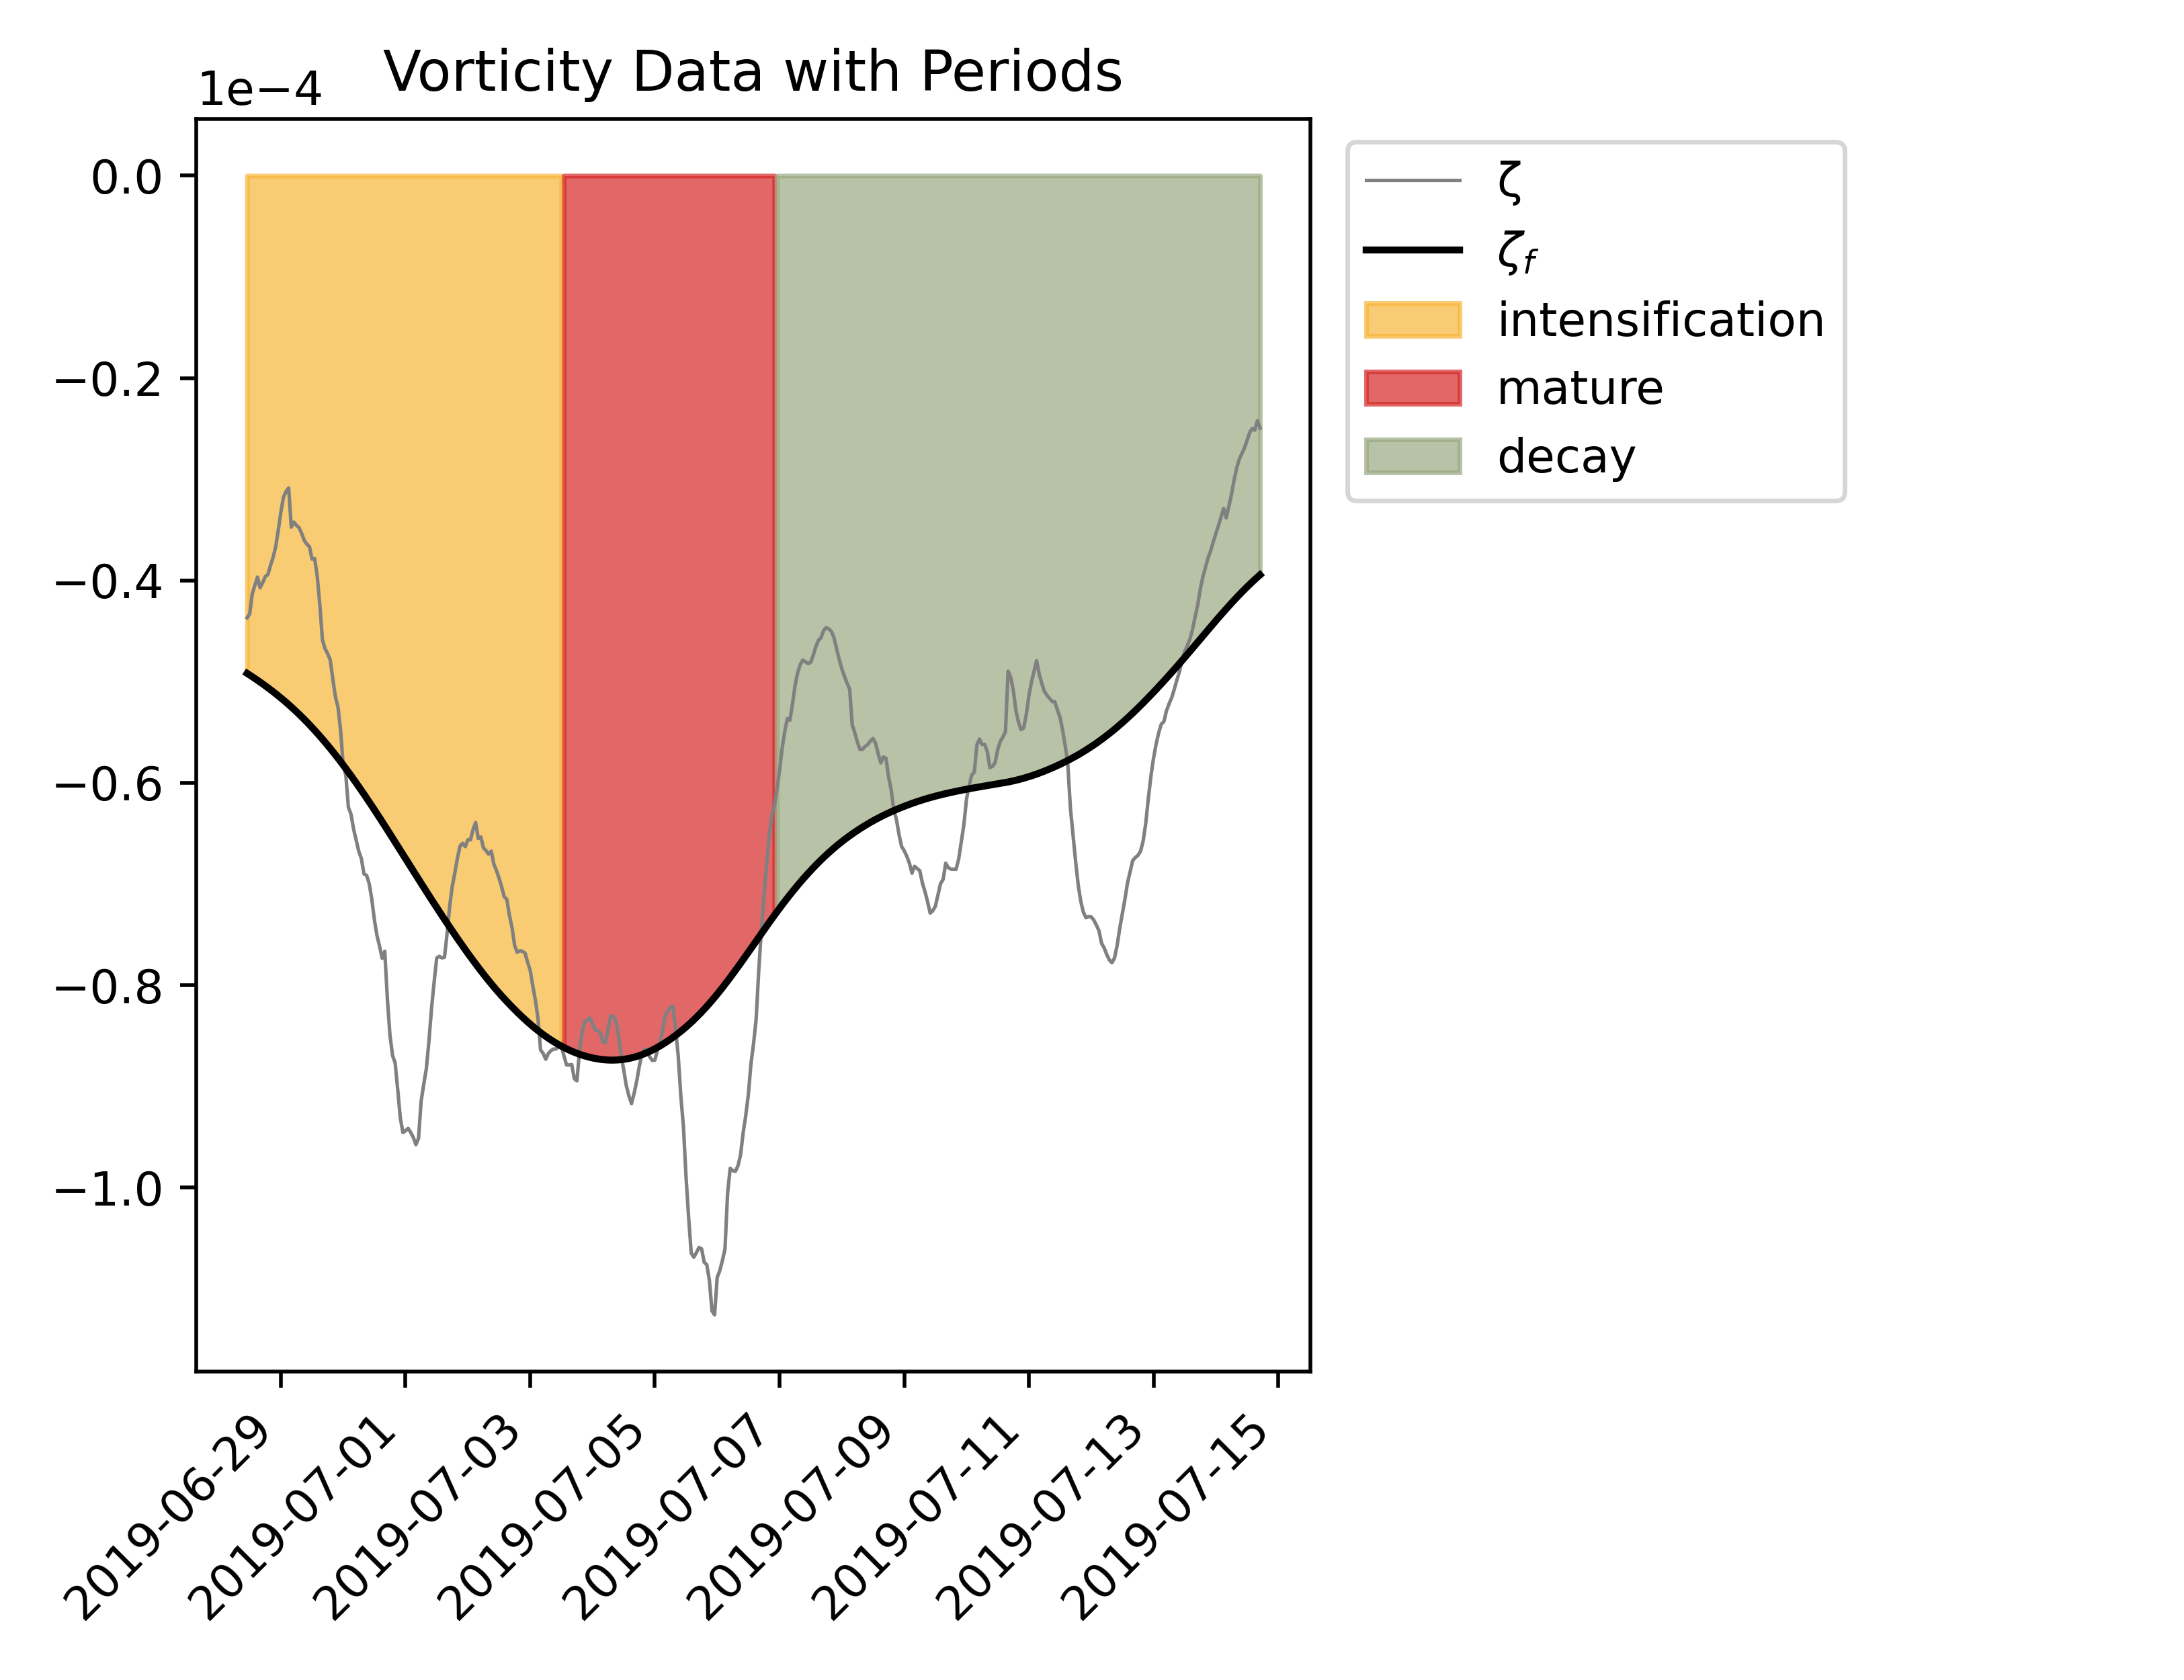 Vorticity Data with Periods
1e−4
0.0
−0.2
−0.4
−0.6
−0.8
−1.0
2019-06-29
2019-07-01
2019-07-03
2019-07-05
2019-07-07
2019-07-09
2019-07-11
2019-07-13
2019-07-15
ζ
ζf
intensification
mature
decay